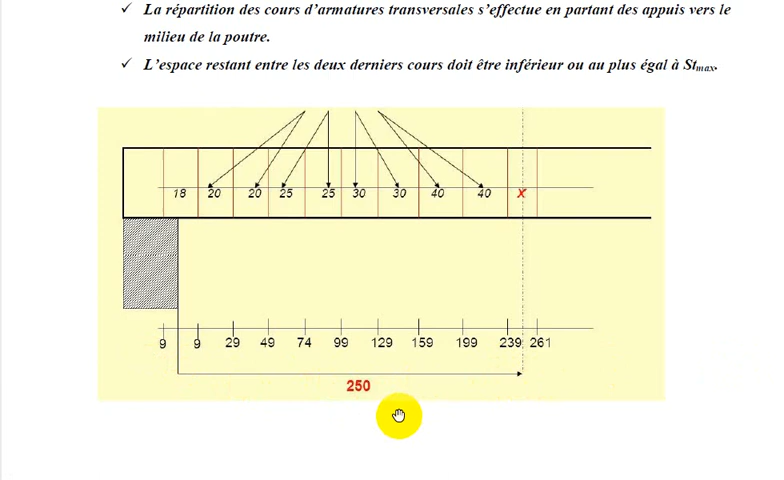 ✓ La répartition des cours d'armatures transversales s'effectue en partant des appuis vers le
milieu de la poutre.
✓ L'espace restant entre les deux derniers cours doit être inférieur ou au plus égal à Stmax.
18 20 20 25 25 30 30 40 40 x
9 9 29 49 74 99 129 159 199 239 261
250